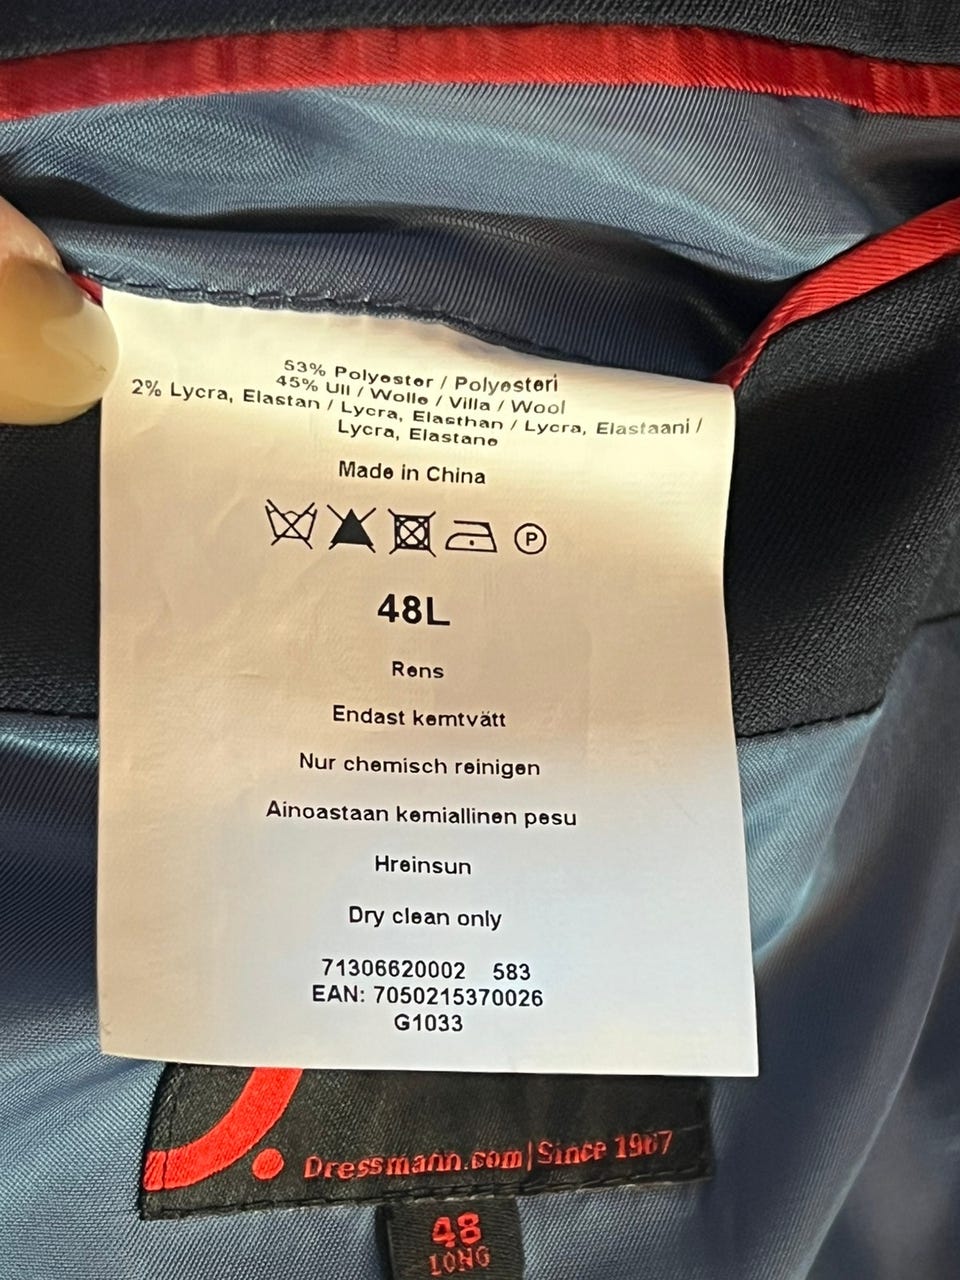 53% Polyester / Polyesteri
45% Ull / Wolle / Villa / Wool
2% Lycra, Elastan / Lycra, Elasthan / Lycra, Elastaani /
Lycra, Elastane
Made in China
P
48L
Rens
Endast kemtvätt
Nur chemisch reinigen
Ainoastaan kemiallinen pesu
Hreinsun
Dry clean only
71306620002 583
EAN: 7050215370026
G1033
Dressmann.com | Since 1967
48
LONG